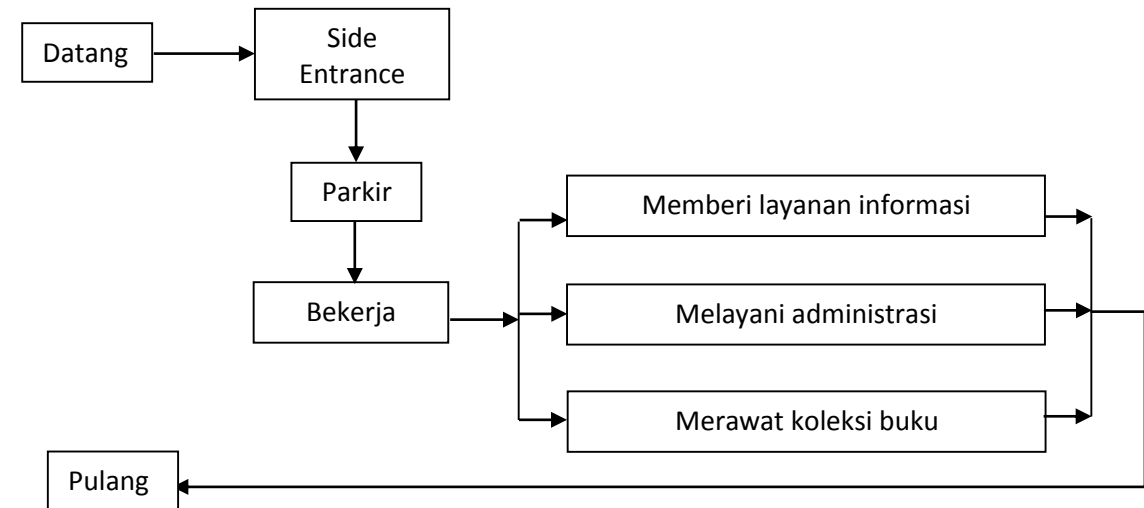 Datang
Side
Entrance
Parkir
Bekerja
Memberi layanan informasi
Melayani administrasi
Merawat koleksi buku
Pulang